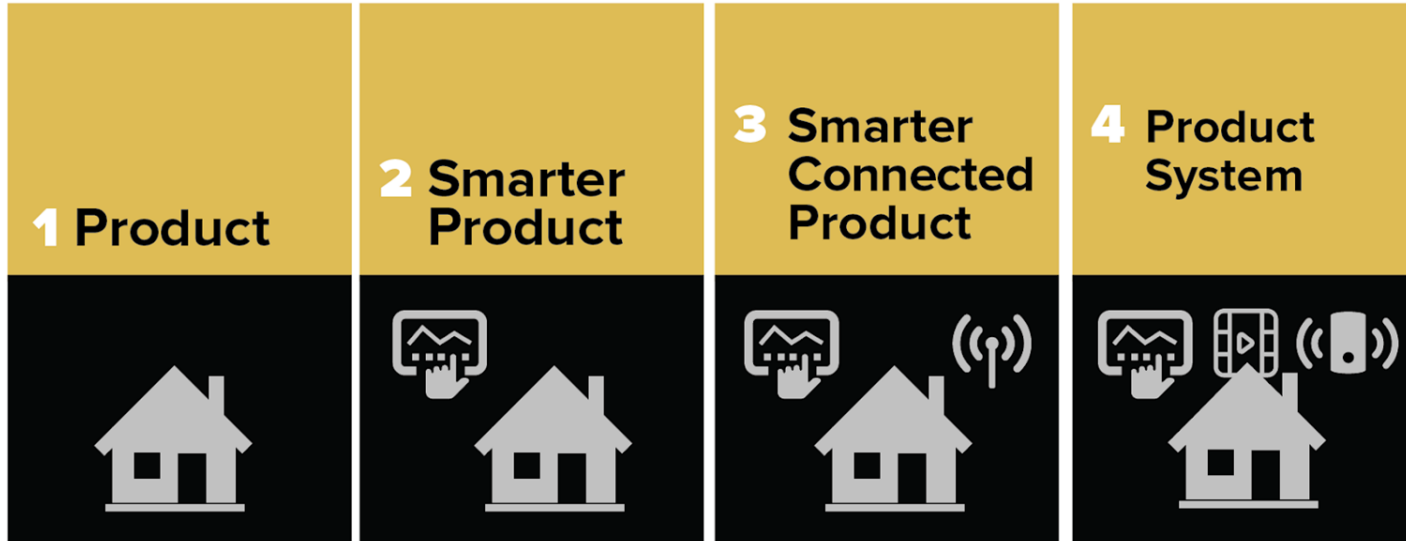 1 Product
2 Smarter
Product
3 Smarter
Connected
Product
4 Product
System